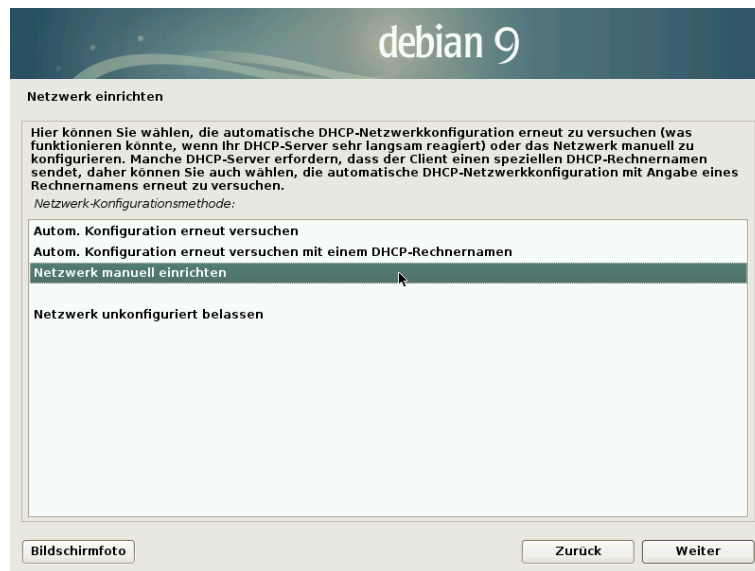 debian 9
Netzwerk einrichten
Hier können Sie wählen, die automatische DHCP-Netzwerkkonfiguration erneut zu versuchen (was
funktionieren könnte, wenn Ihr DHCP-Server sehr langsam reagiert) oder das Netzwerk manuell zu
konfigurieren. Manche DHCP-Server erfordern, dass der Client einen speziellen DHCP-Rechnernamen
sendet, daher können Sie auch wählen, die automatische DHCP-Netzwerkkonfiguration mit Angabe eines
Rechnernamens erneut zu versuchen.
Netzwerk-Konfigurationsmethode:
Autom. Konfiguration erneut versuchen
Autom. Konfiguration erneut versuchen mit einem DHCP-Rechnernamen
Netzwerk manuell einrichten
Netzwerk unkonfiguriert belassen
Bildschirmfoto
Zurück
Weiter